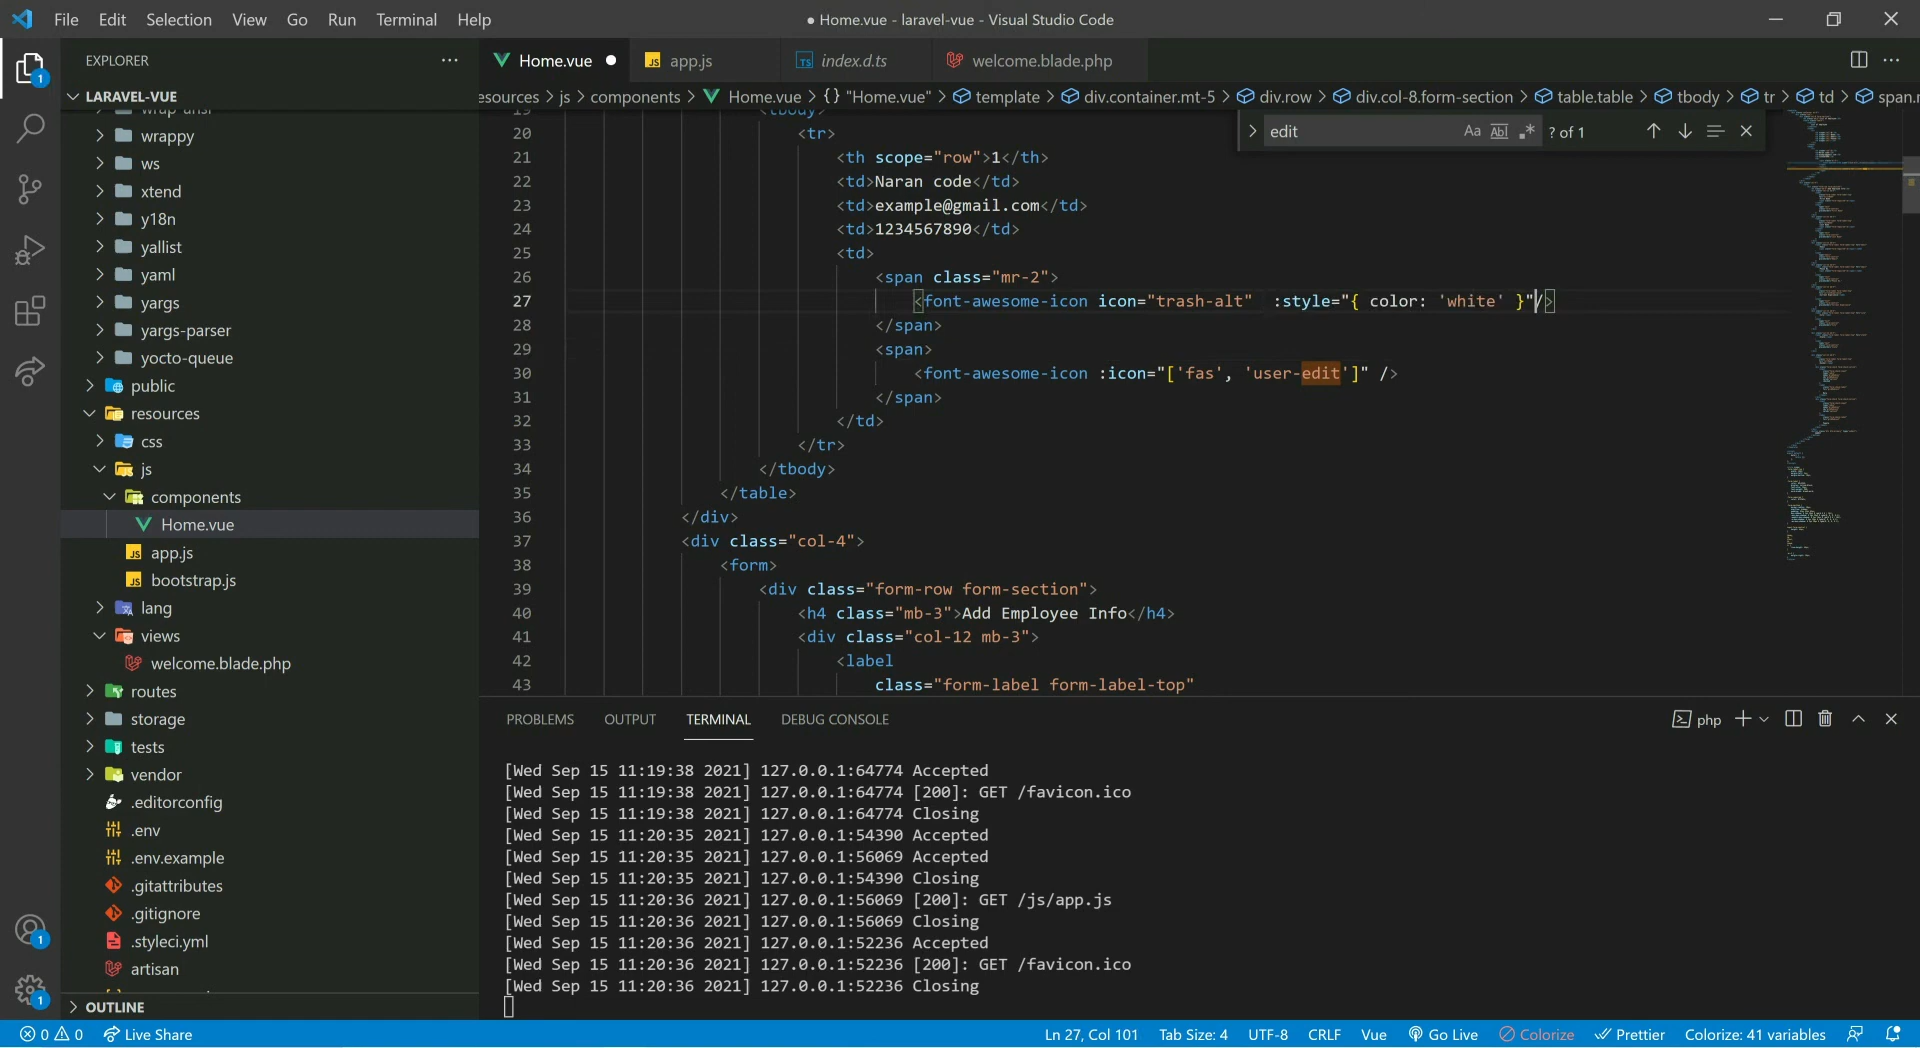 File Edit Selection View Go Run Terminal Help
● Home.vue - laravel-vue - Visual Studio Code
EXPLORER
Home.vue
JS app.js
TS index.d.ts
welcome.blade.php
LARAVEL-VUE
esources > js > components > Home.vue > {} "Home.vue" > template > div.container.mt-5 > div.row > div.col-8.form-section > table.table > tbody > tr > td > span.
edit
Aa Abl .* ? of 1
wrap-ansi
wrappy
ws
xtend
y18n
yallist
yaml
yargs
yargs-parser
yocto-queue
public
resources
css
js
components
Home.vue
JS app.js
JS bootstrap.js
lang
views
welcome.blade.php
routes
storage
tests
vendor
.editorconfig
.env
.env.example
.gitattributes
.gitignore
.styleci.yml
artisan
OUTLINE
1
1
1
19 <tbody>
20 <tr>
21 <th scope="row">1</th>
22 <td>Naran code</td>
23 <td>example@gmail.com</td>
24 <td>1234567890</td>
25 <td>
26 <span class="mr-2">
27 <font-awesome-icon icon="trash-alt"  :style="{ color: 'white' }"/>
28 </span>
29 <span>
30 <font-awesome-icon :icon="['fas', 'user-edit']" />
31 </span>
32 </td>
33 </tr>
34 </tbody>
35 </table>
36 </div>
37 <div class="col-4">
38 <form>
39 <div class="form-row form-section">
40 <h4 class="mb-3">Add Employee Info</h4>
41 <div class="col-12 mb-3">
42 <label
43 class="form-label form-label-top"
PROBLEMS OUTPUT TERMINAL DEBUG CONSOLE
php
[Wed Sep 15 11:19:38 2021] 127.0.0.1:64774 Accepted
[Wed Sep 15 11:19:38 2021] 127.0.0.1:64774 [200]: GET /favicon.ico
[Wed Sep 15 11:19:38 2021] 127.0.0.1:64774 Closing
[Wed Sep 15 11:20:35 2021] 127.0.0.1:54390 Accepted
[Wed Sep 15 11:20:35 2021] 127.0.0.1:56069 Accepted
[Wed Sep 15 11:20:35 2021] 127.0.0.1:54390 Closing
[Wed Sep 15 11:20:36 2021] 127.0.0.1:56069 [200]: GET /js/app.js
[Wed Sep 15 11:20:36 2021] 127.0.0.1:56069 Closing
[Wed Sep 15 11:20:36 2021] 127.0.0.1:52236 Accepted
[Wed Sep 15 11:20:36 2021] 127.0.0.1:52236 [200]: GET /favicon.ico
[Wed Sep 15 11:20:36 2021] 127.0.0.1:52236 Closing
0 0 Live Share
Ln 27, Col 101 Tab Size: 4 UTF-8 CRLF Vue Go Live Colorize Prettier Colorize: 41 variables